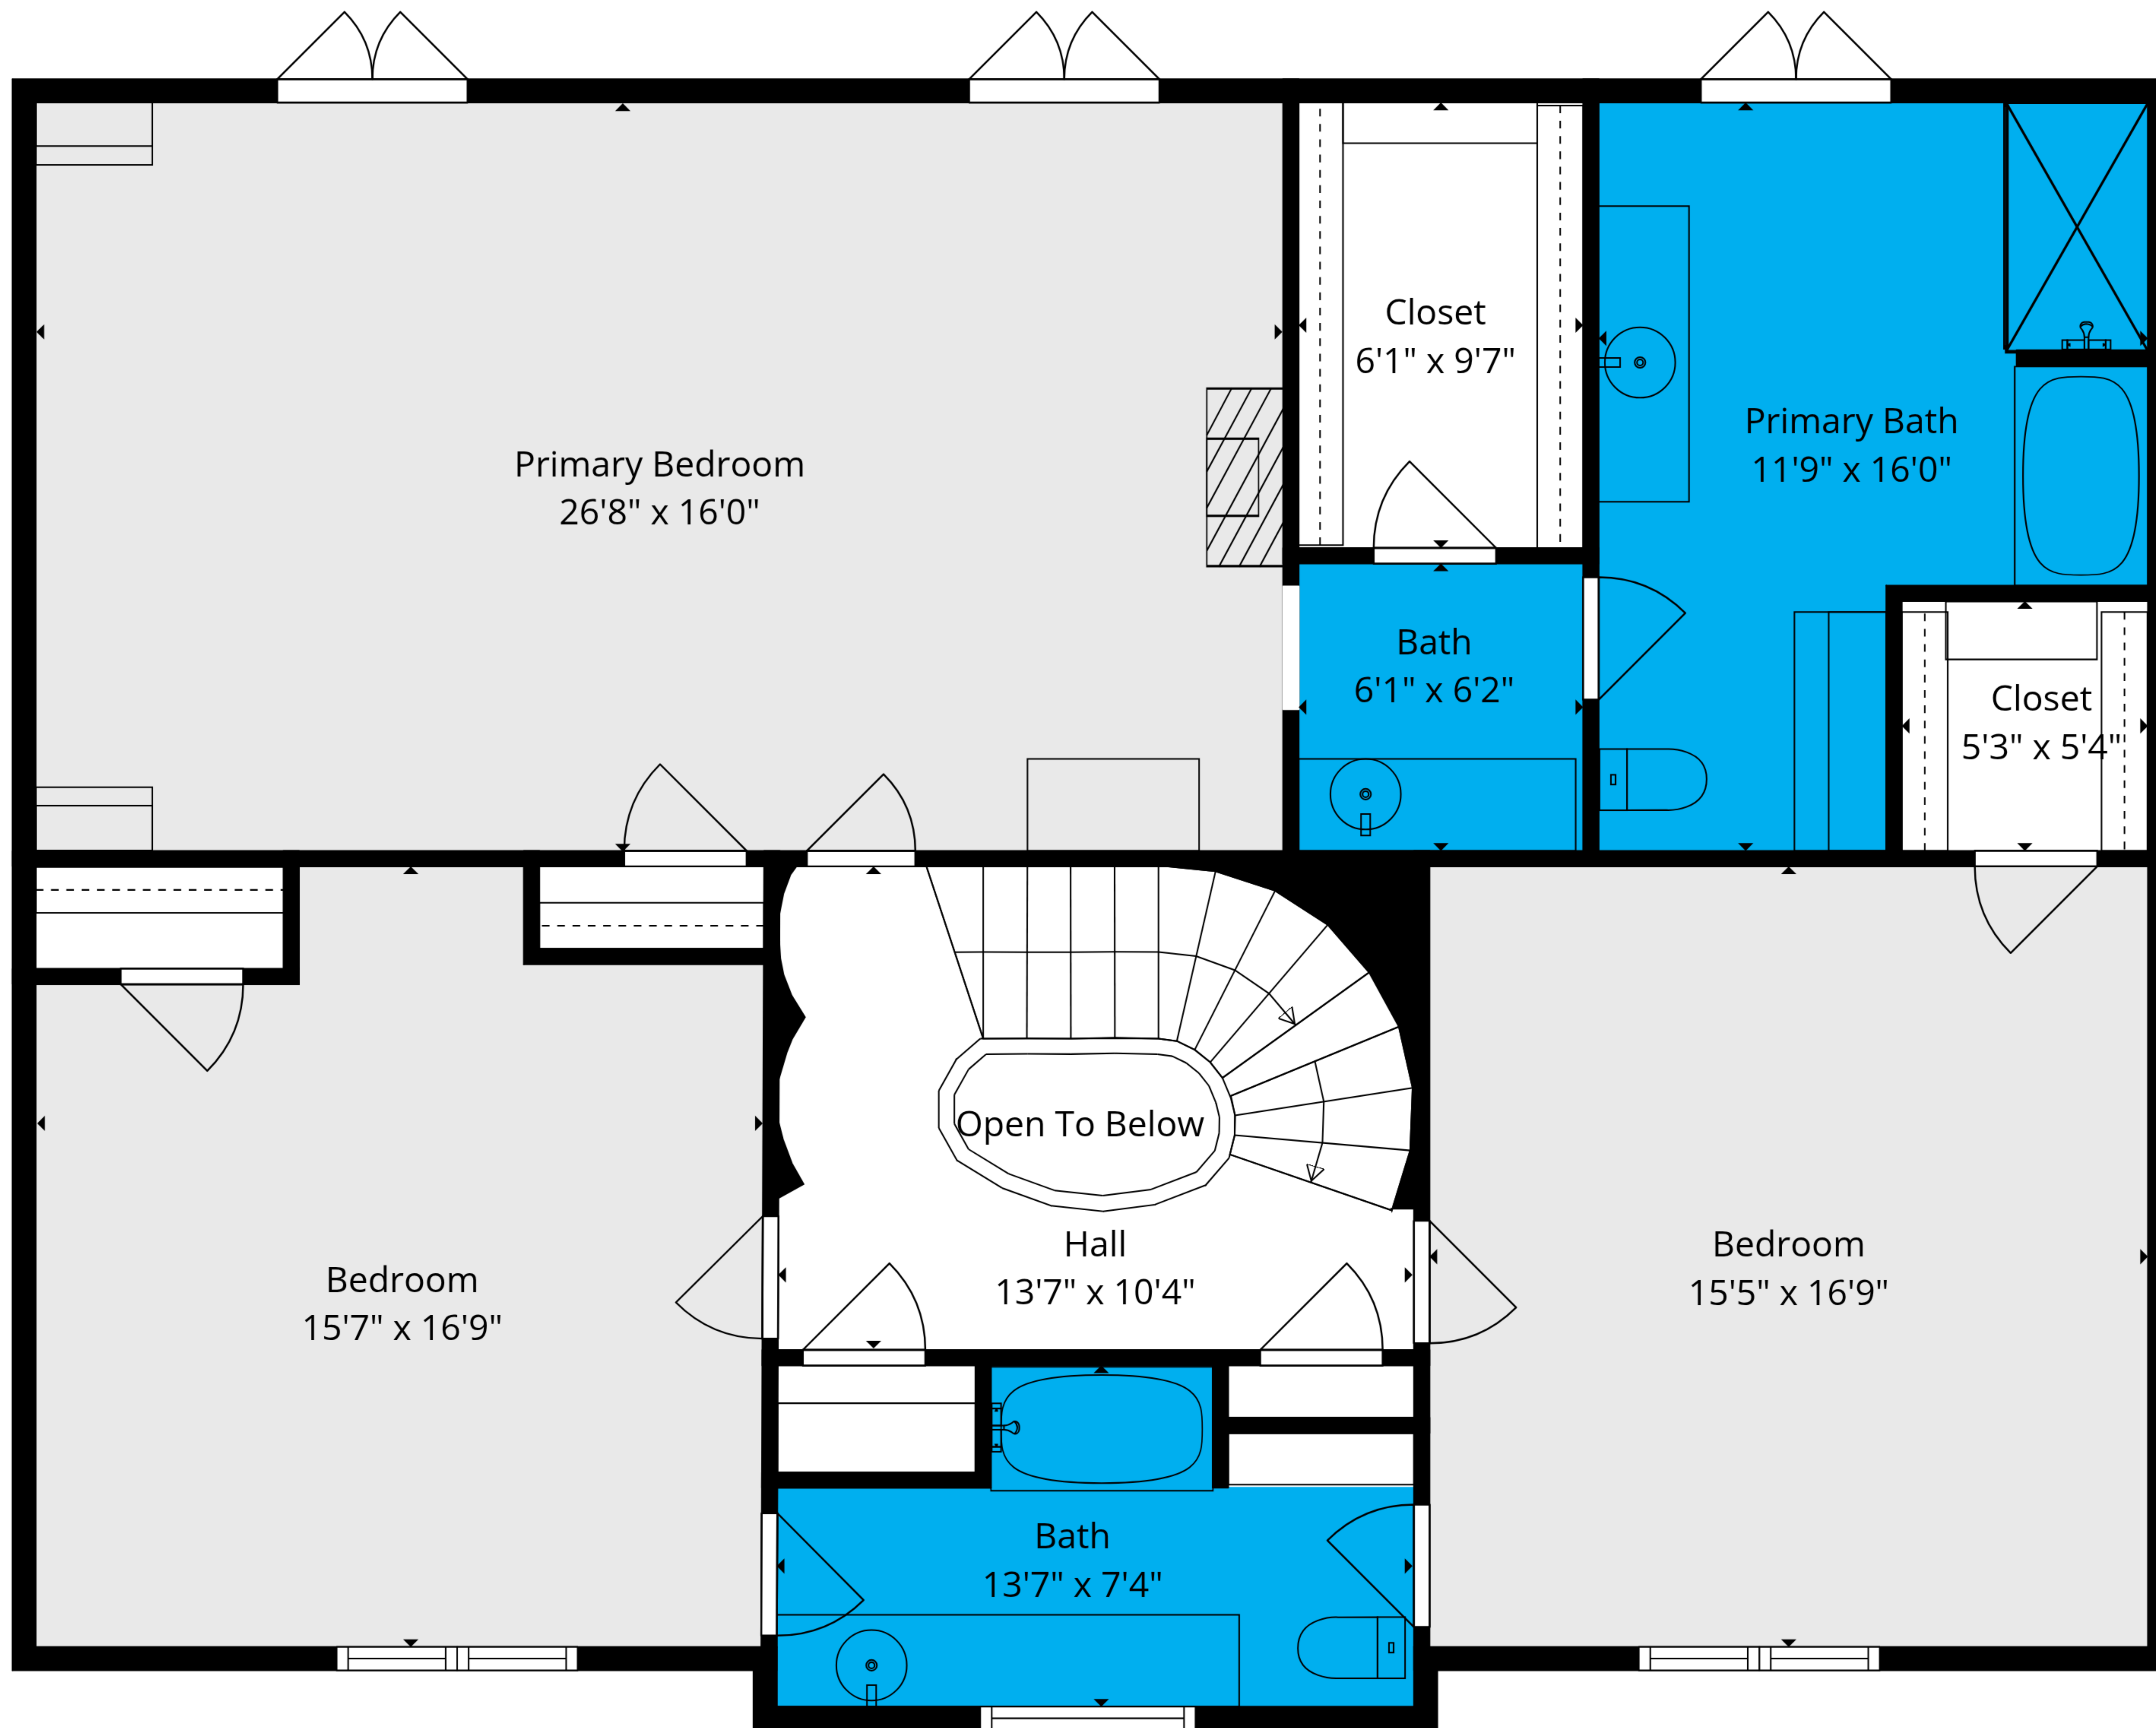 Closet
6'1" x 9'7"
Primary Bath
11'9" x 16'0"
Primary Bedroom
26'8" x 16'0"
Bath
6'1" x 6'2"
Closet
5'3" x 5'4"
Open To Below
Hall
13'7" x 10'4"
Bedroom
15'7" x 16'9"
Bedroom
15'5" x 16'9"
Bath
13'7" x 7'4"